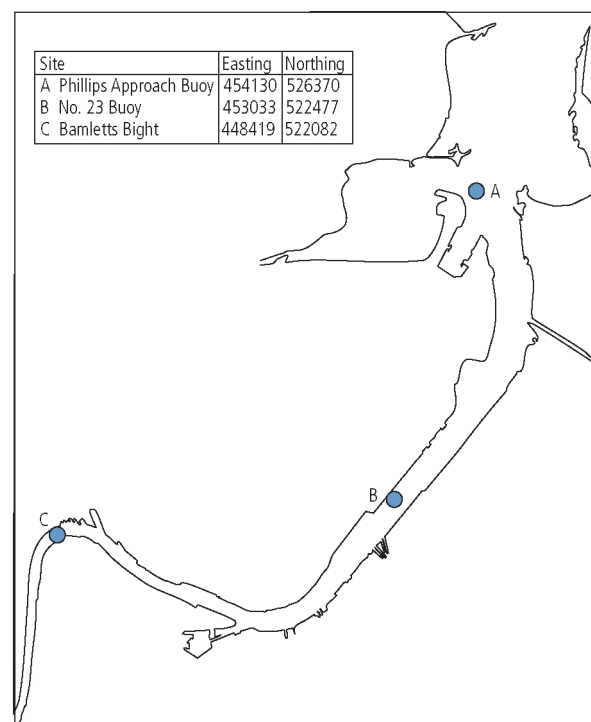 Site Easting Northing
A Phillips Approach Buoy 454130 526370
B No. 23 Buoy 453033 522477
C Bamletts Bight 448419 522082
A
B
C